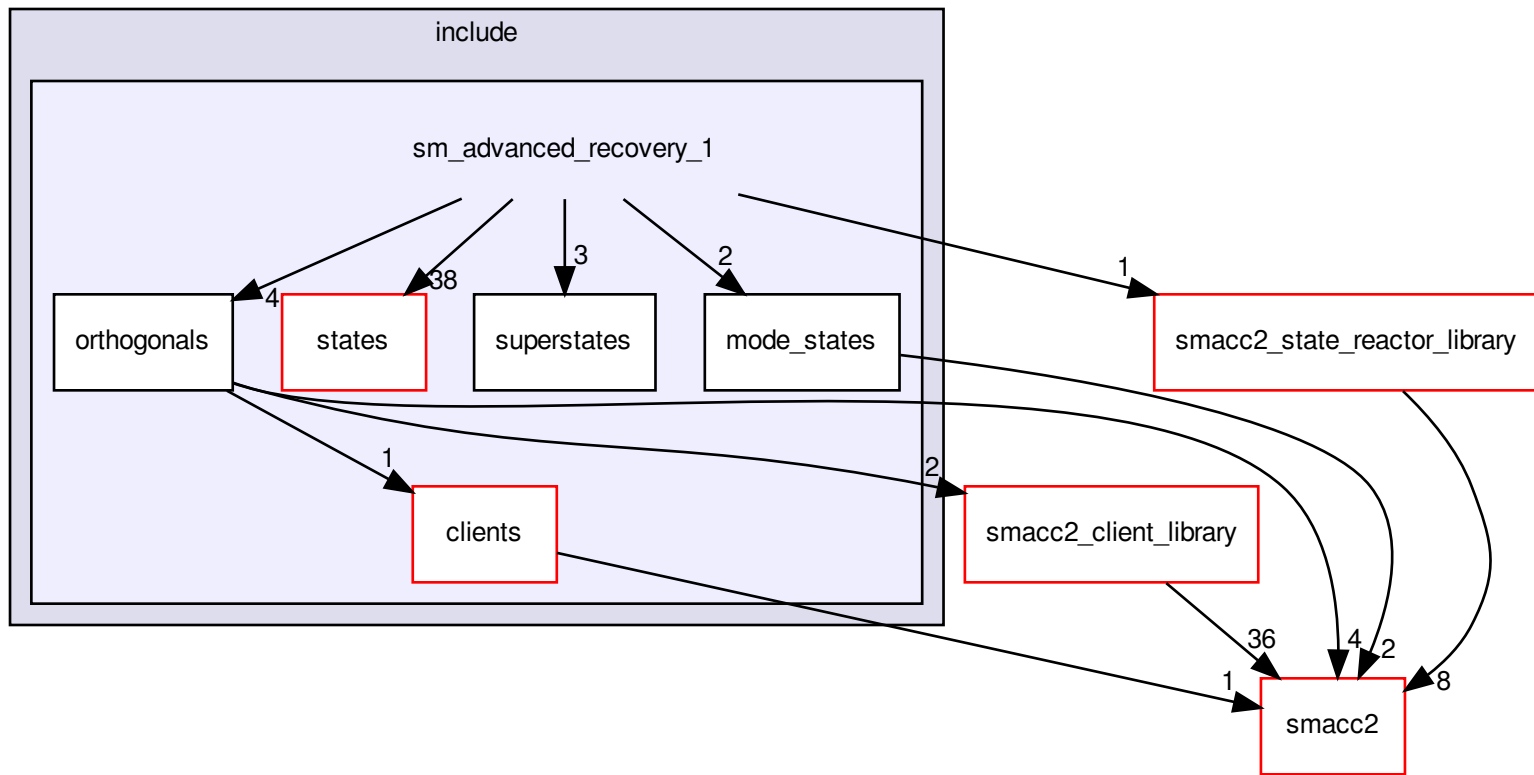 include
sm_advanced_recovery_1
4
38
3
2
1
orthogonals
states
superstates
mode_states
smacc2_state_reactor_library
1
2
clients
smacc2_client_library
36
4
2
8
1
smacc2